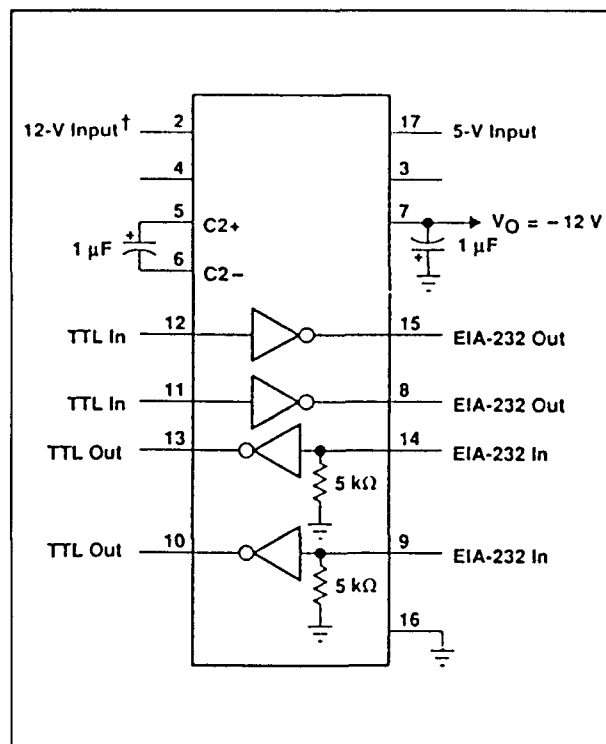 12-V Input† 2 17 5-V Input
4 3
5 C2+ 7 VO = −12 V
1 µF 1 µF
6 C2−
TTL In 12 15 EIA-232 Out
TTL In 11 8 EIA-232 Out
TTL Out 13 14 EIA-232 In
5 kΩ
TTL Out 10 9 EIA-232 In
5 kΩ
16